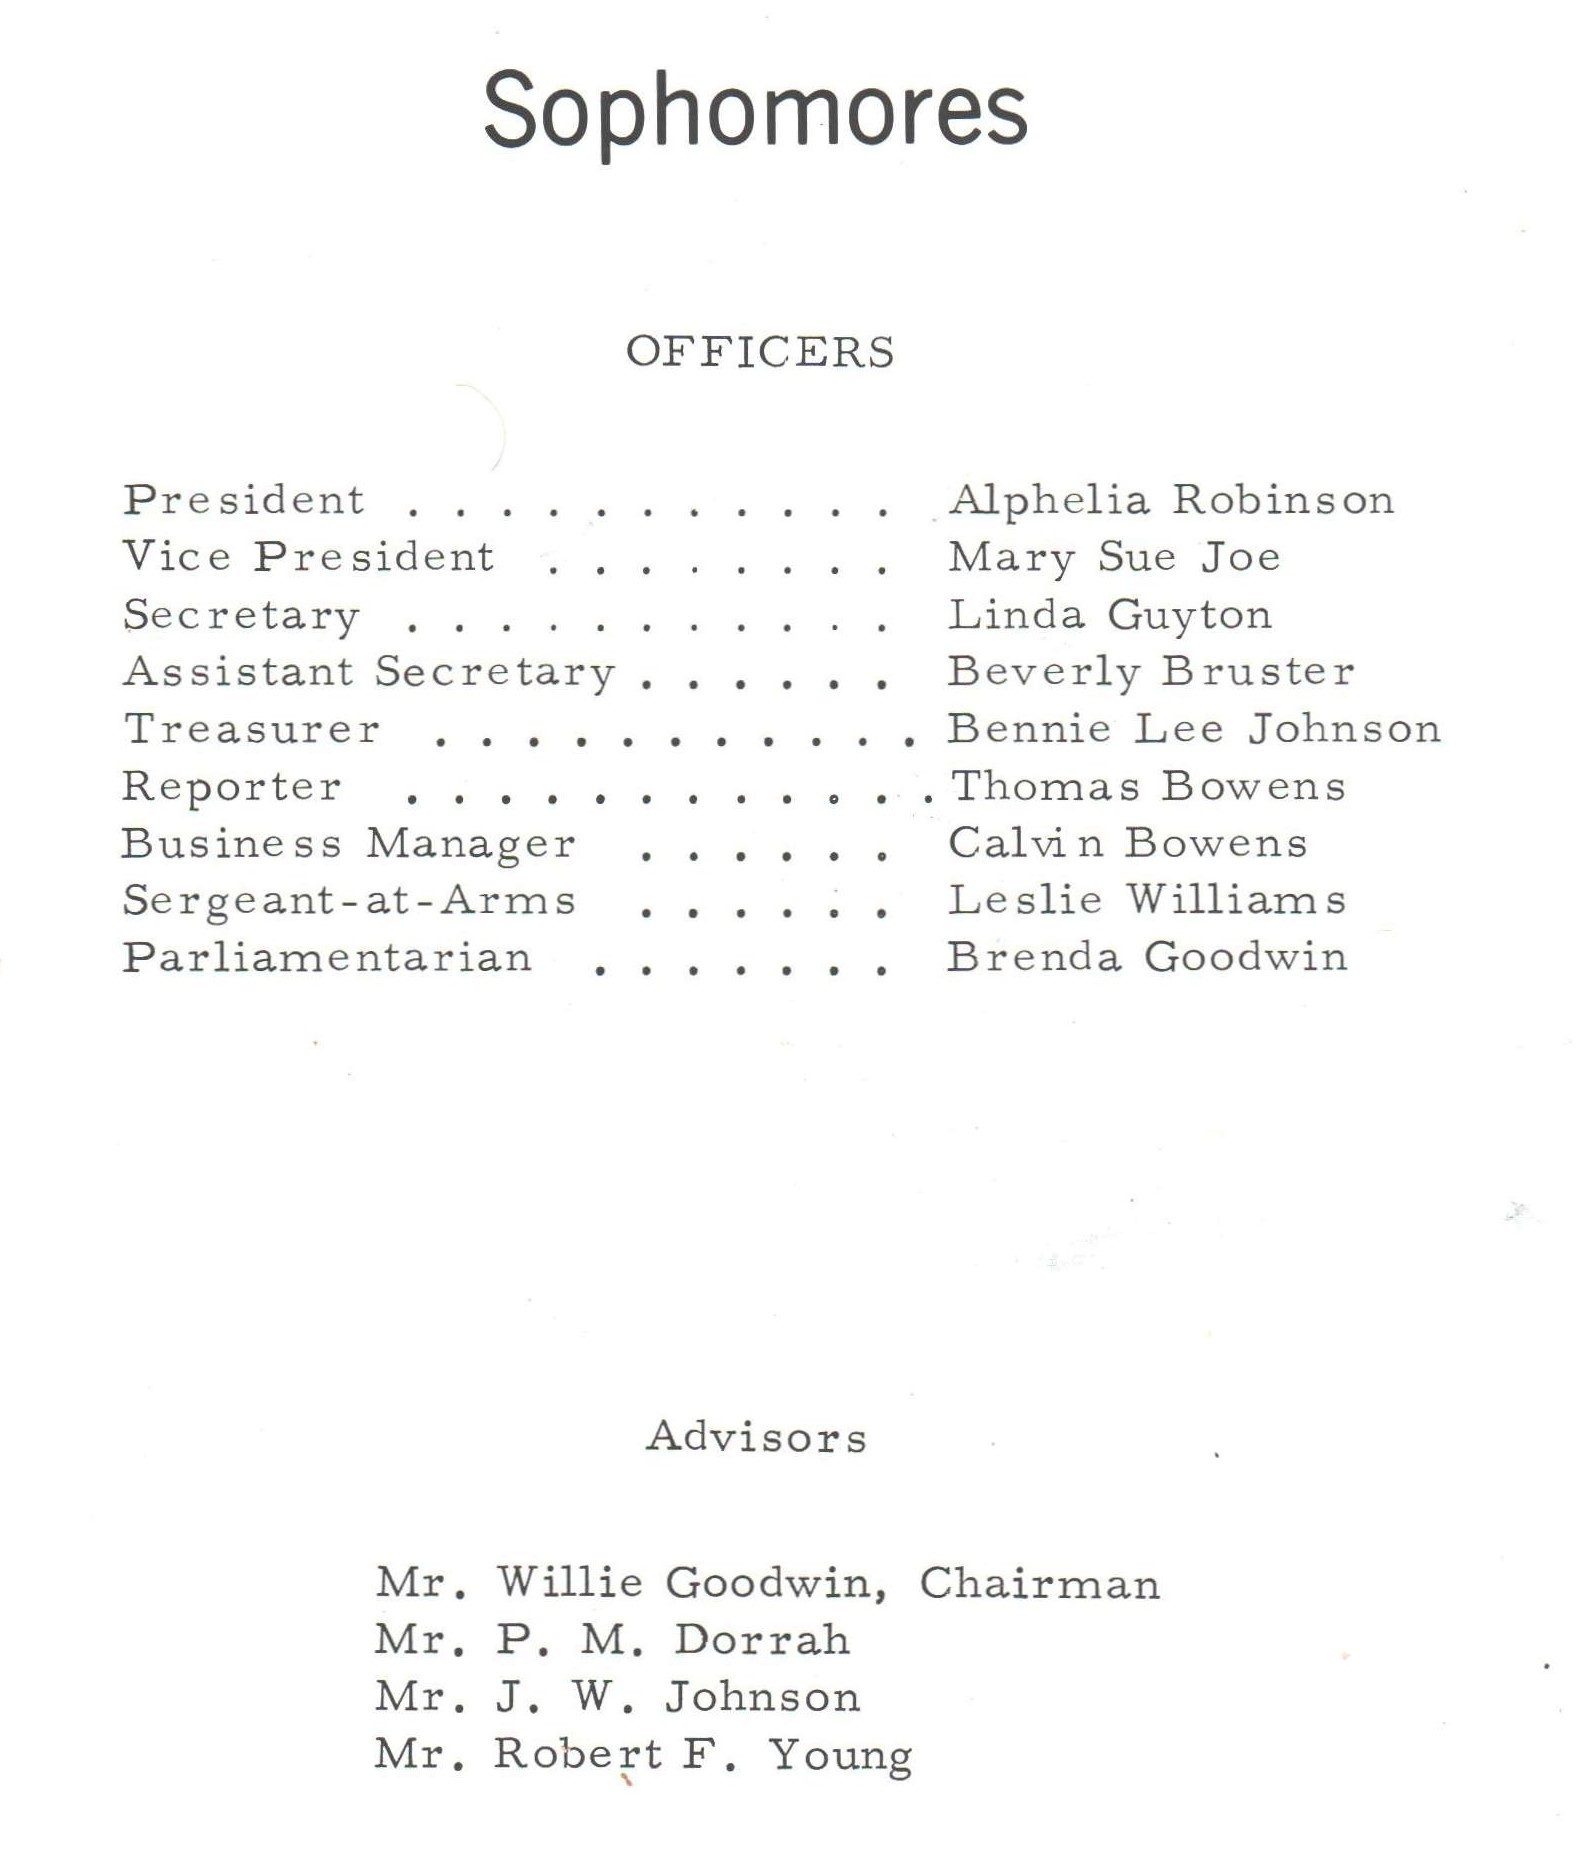 Sophomores
OFFICERS
President . . . . . . . . . . . Alphelia Robinson
Vice President . . . . . . . . Mary Sue Joe
Secretary . . . . . . . . . . . Linda Guyton
Assistant Secretary . . . . . . Beverly Bruster
Treasurer . . . . . . . . . . . Bennie Lee Johnson
Reporter . . . . . . . . . . . . Thomas Bowens
Business Manager . . . . . . Calvin Bowens
Sergeant-at-Arms . . . . . . Leslie Williams
Parliamentarian . . . . . . . Brenda Goodwin
Advisors
Mr. Willie Goodwin, Chairman
Mr. P. M. Dorrah
Mr. J. W. Johnson
Mr. Robert F. Young